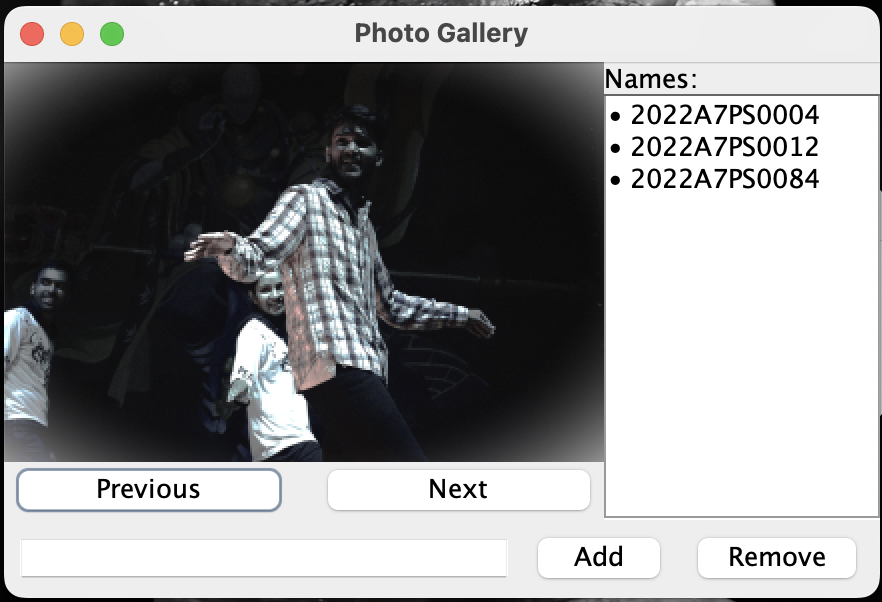 Photo Gallery
Names:
• 2022A7PS0004
• 2022A7PS0012
• 2022A7PS0084
Previous
Next
Add
Remove